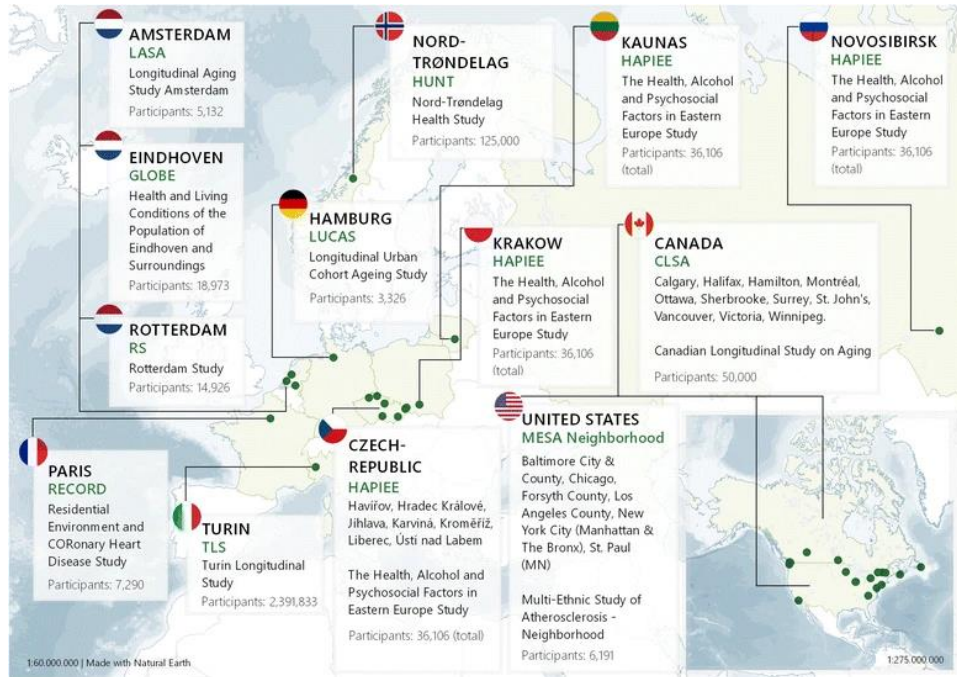 AMSTERDAM
LASA
Longitudinal Aging
Study Amsterdam
Participants: 5,132
EINDHOVEN
GLOBE
Health and Living
Conditions of the
Population of
Eindhoven and
Surroundings
Participants: 18,973
ROTTERDAM
RS
Rotterdam Study
Participants: 14,926
NORD-
TRØNDELAG
HUNT
Nord-Trøndelag
Health Study
Participants: 125,000
KAUNAS
HAPIEE
The Health, Alcohol
and Psychosocial
Factors in Eastern
Europe Study
Participants: 36,106
(total)
NOVOSIBIRSK
HAPIEE
The Health, Alcohol
and Psychosocial
Factors in Eastern
Europe Study
Participants: 36,106
(total)
HAMBURG
LUCAS
Longitudinal Urban
Cohort Ageing Study
Participants: 3,326
KRAKOW
HAPIEE
The Health, Alcohol
and Psychosocial
Factors in Eastern
Europe Study
Participants: 36,106
(total)
CANADA
CLSA
Calgary, Halifax, Hamilton, Montréal,
Ottawa, Sherbrooke, Surrey, St. John's,
Vancouver, Victoria, Winnipeg.
Canadian Longitudinal Study on Aging
Participants: 50,000
PARIS
RECORD
Residential
Environment and
CORonary Heart
Disease Study
Participants: 7,290
TURIN
TLS
Turin Longitudinal
Study
Participants: 2,391,833
CZECH-
REPUBLIC
HAPIEE
Havířov, Hradec Králové,
Jihlava, Karviná, Kroměříž,
Liberec, Ústí nad Labem
The Health, Alcohol and
Psychosocial Factors in
Eastern Europe Study
Participants: 36,106 (total)
UNITED STATES
MESA Neighborhood
Baltimore City &
County, Chicago,
Forsyth County, Los
Angeles County, New
York City (Manhattan &
The Bronx), St. Paul
(MN)
Multi-Ethnic Study of
Atherosclerosis -
Neighborhood
Participants: 6,191
1:60.000.000 | Made with Natural Earth
1:275.000.000